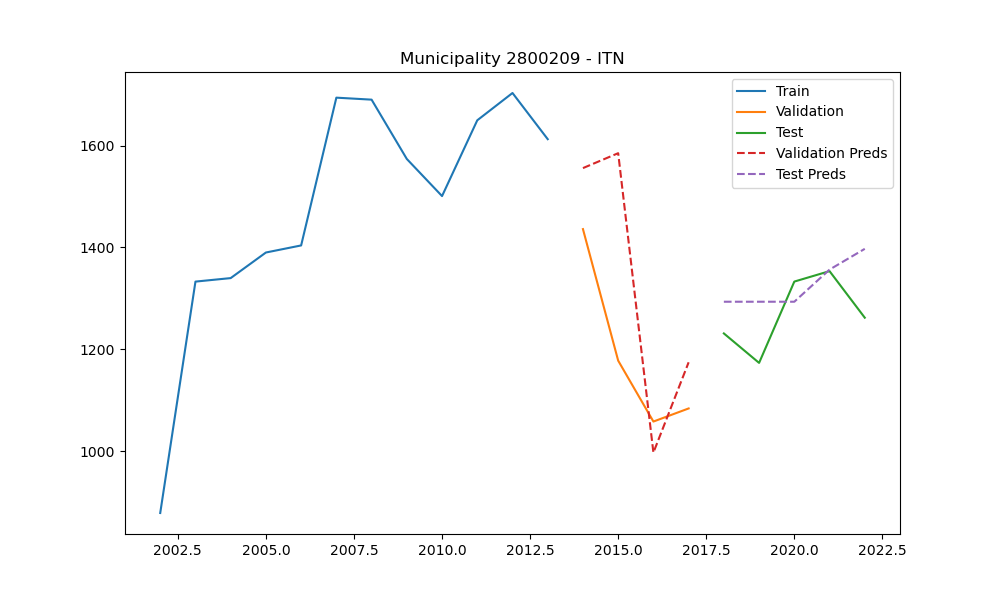 Municipality 2800209 - ITN
Train
Validation
Test
Validation Preds
Test Preds
1600
1400
1200
1000
2002.5 2005.0 2007.5 2010.0 2012.5 2015.0 2017.5 2020.0 2022.5